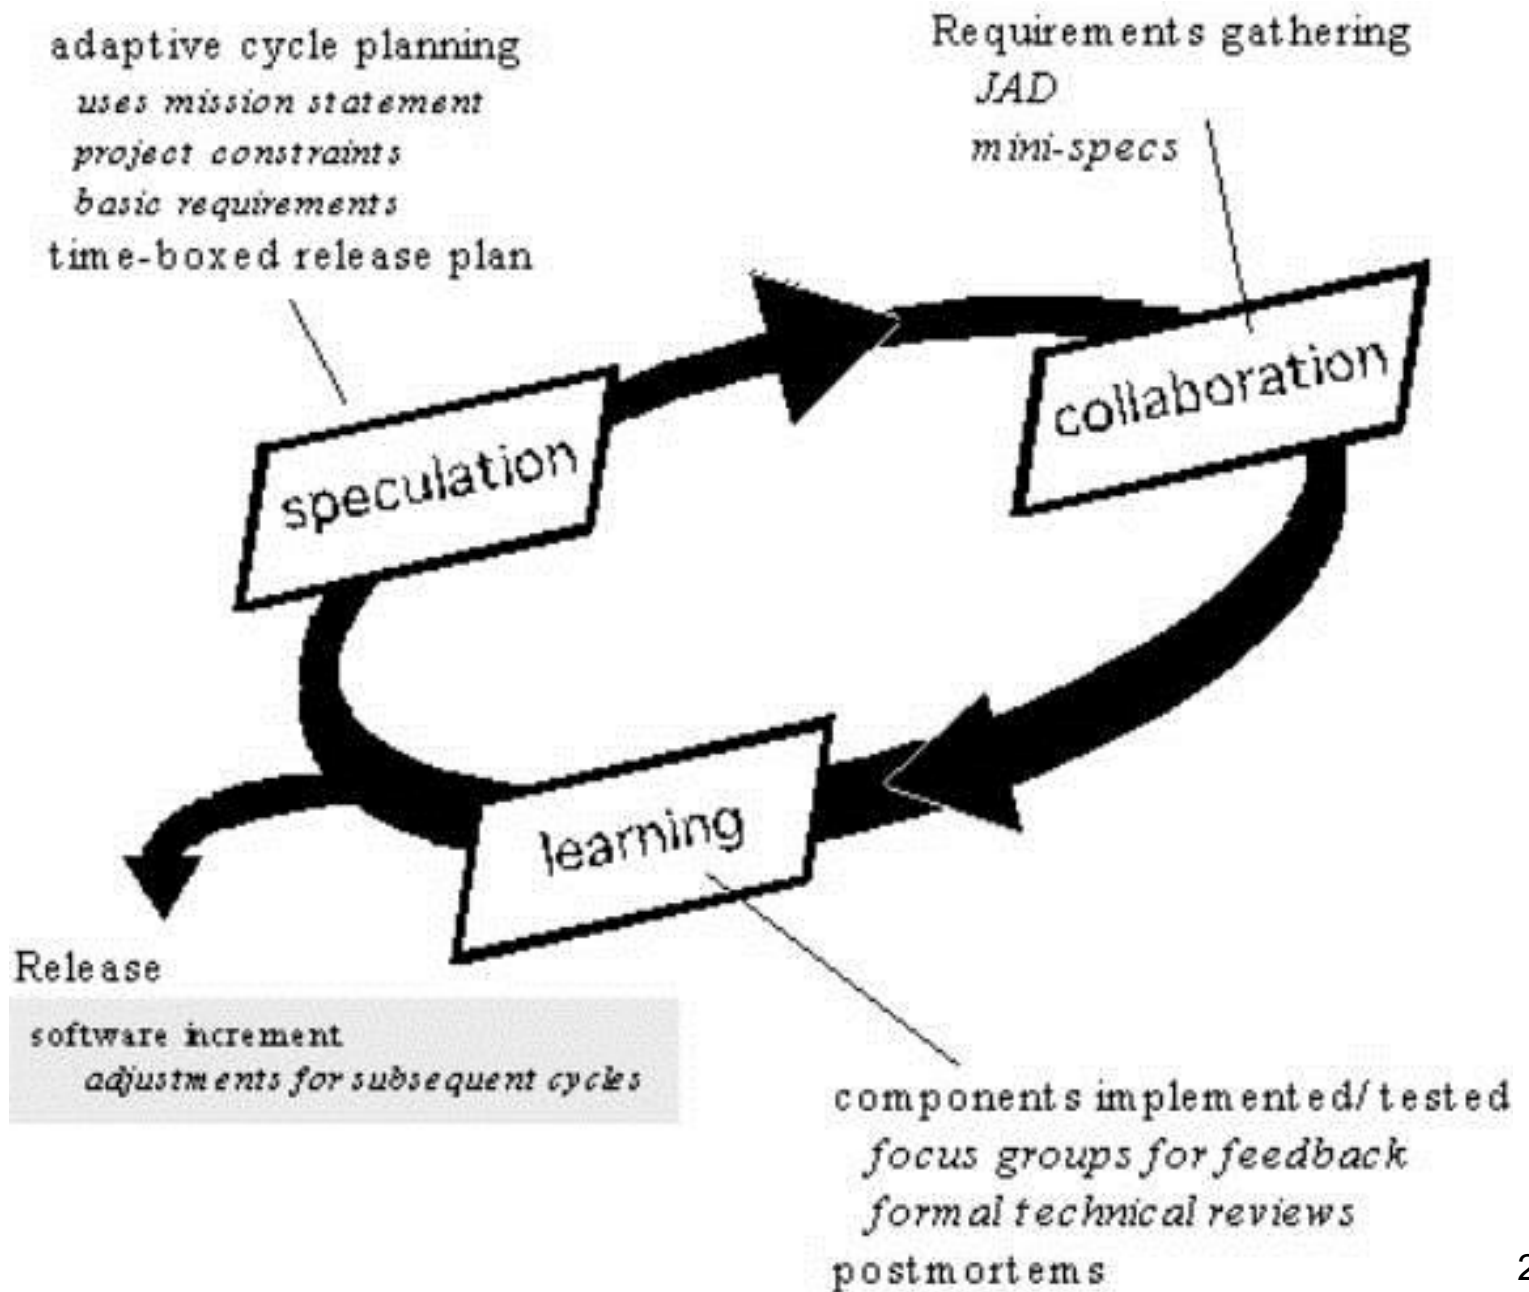 adaptive cycle planning
uses mission statement
project constraints
basic requirements
time-boxed release plan
Requirements gathering
JAD
mini-specs
speculation
collaboration
learning
Release
software increment
adjustments for subsequent cycles
components implemented/tested
focus groups for feedback
formal technical reviews
postmortems
2